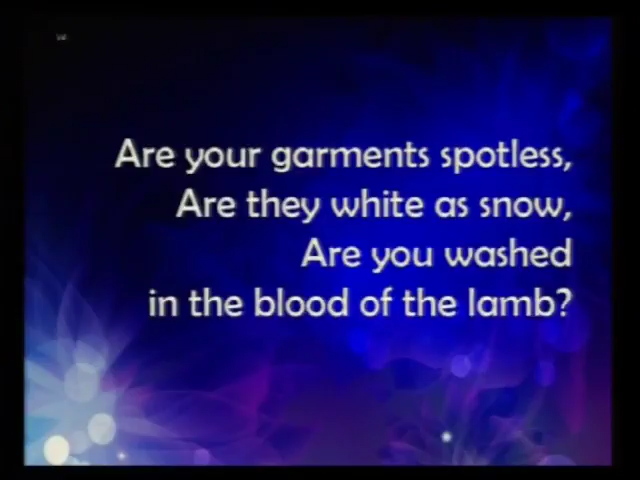 Are your garments spotless,
Are they white as snow,
Are you washed
in the blood of the lamb?